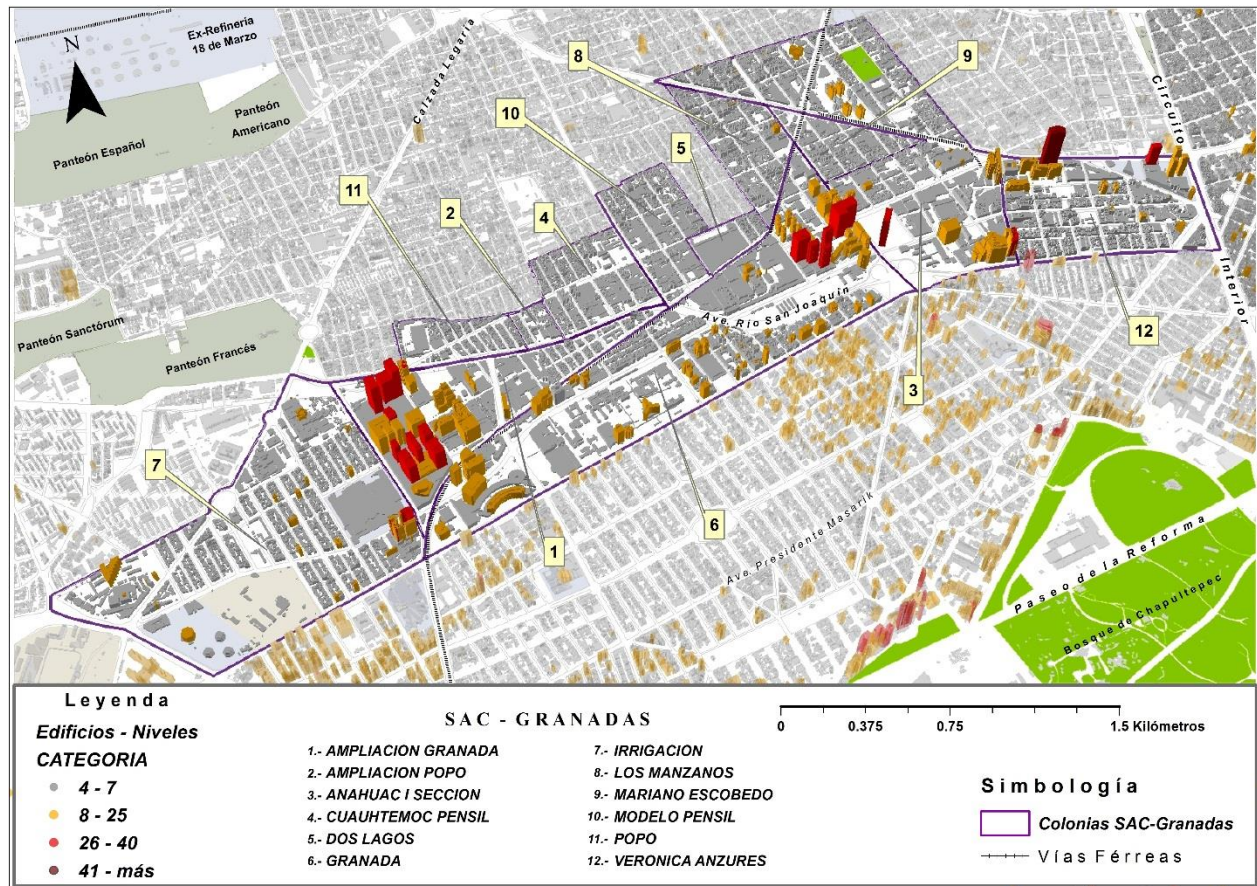 Ex-Refineria
18 de Marzo
N
Calzada Legaria
8
9
10
Panteón
Americano
Circuito
Panteón Español
5
11
2
4
Ave. Río San Joaquín
Interior
Panteón Sanctórum
Panteón Francés
12
3
7
6
1
Ave. Presidente Masarik
Paseo de la Reforma
Bosque de Chapultepec
Leyenda
Edificios - Niveles
CATEGORIA
4 - 7
8 - 25
26 - 40
41 - más
SAC - GRANADAS
1.- AMPLIACION GRANADA
2.- AMPLIACION POPO
3.- ANAHUAC I SECCION
4.- CUAUHTEMOC PENSIL
5.- DOS LAGOS
6.- GRANADA
7.- IRRIGACION
8.- LOS MANZANOS
9.- MARIANO ESCOBEDO
10.- MODELO PENSIL
11.- POPO
12.- VERONICA ANZURES
0 0.375 0.75 1.5 Kilómetros
Simbología
Colonias SAC-Granadas
Vías Férreas